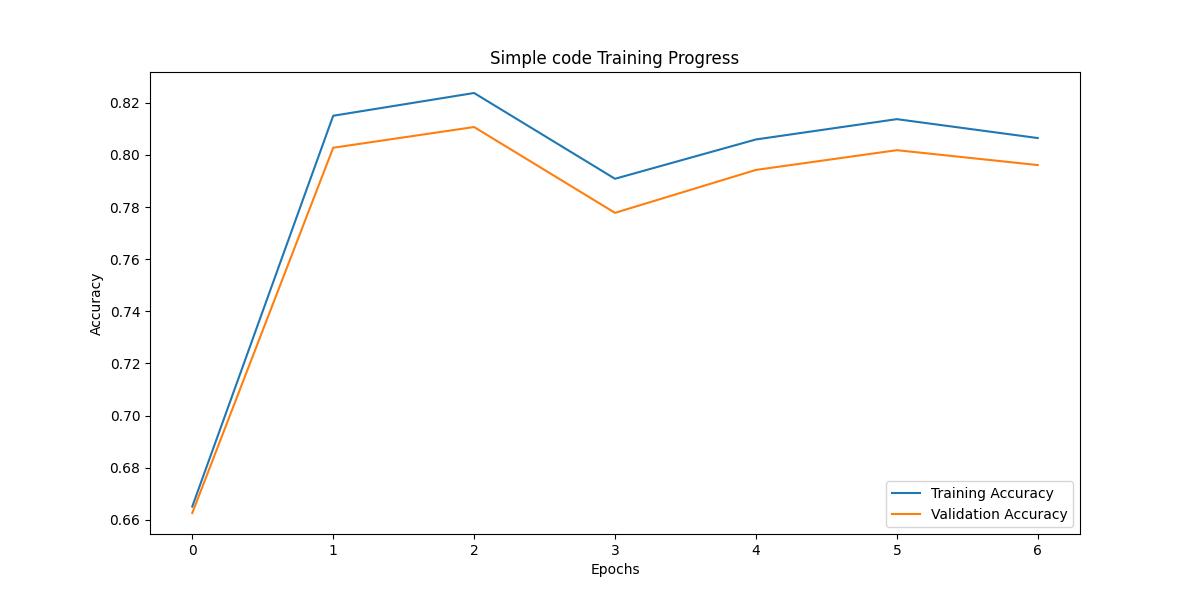 Simple code Training Progress
Accuracy
0.82
0.80
0.78
0.76
0.74
0.72
0.70
0.68
0.66
Training Accuracy
Validation Accuracy
0 1 2 3 4 5 6
Epochs